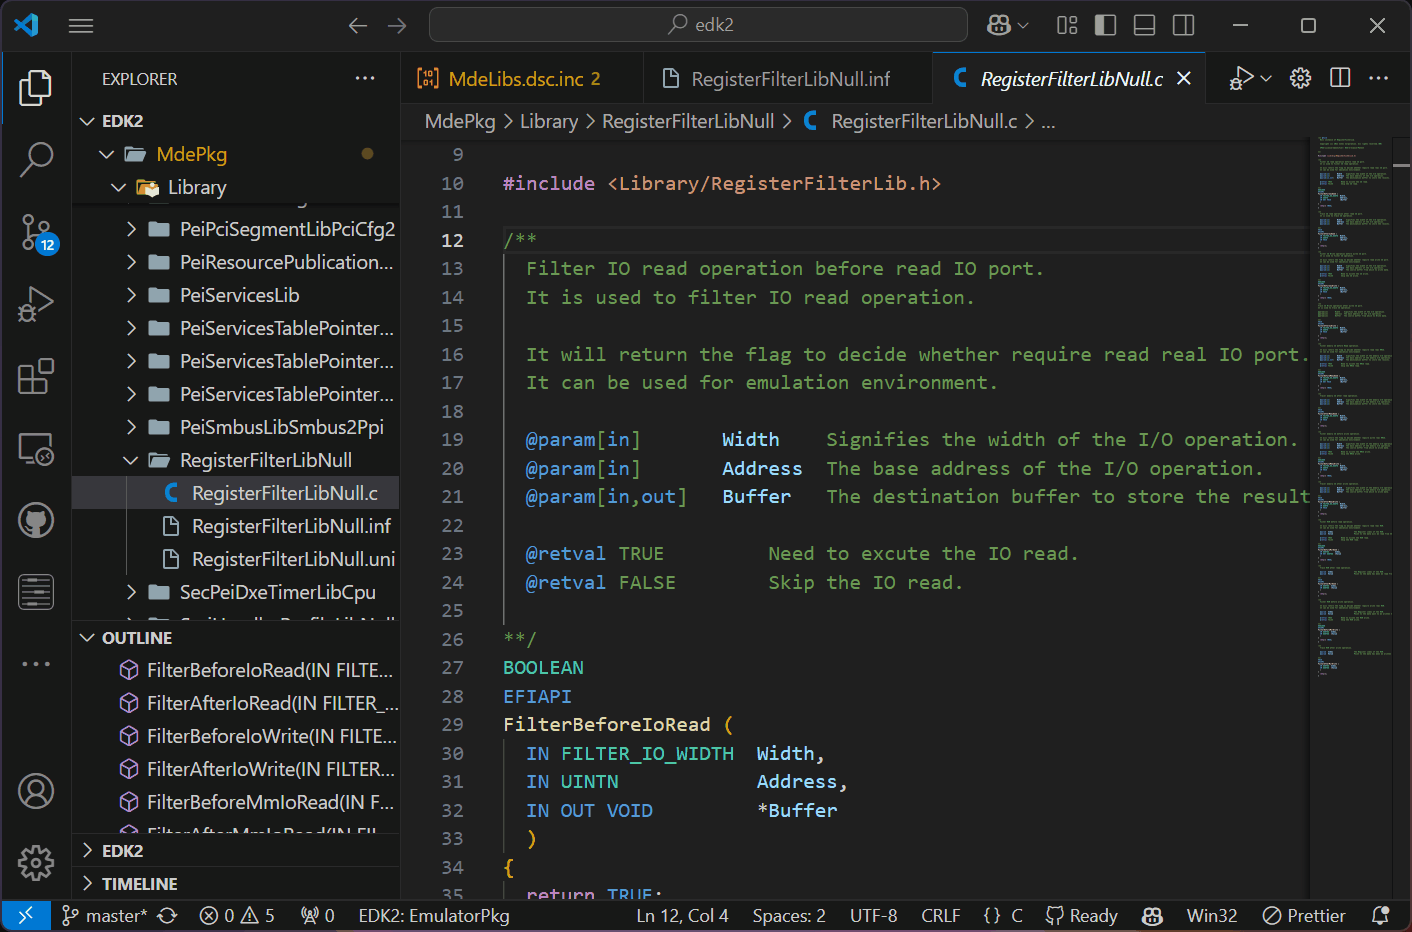 edk2
EXPLORER
MdeLibs.dsc.inc 2
RegisterFilterLibNull.inf
RegisterFilterLibNull.c
EDK2
MdePkg
Library
PeiPciSegmentLibPciCfg2
PeiResourcePublication...
PeiServicesLib
PeiServicesTablePointer...
PeiServicesTablePointer...
PeiServicesTablePointer...
PeiSmbusLibSmbus2Ppi
RegisterFilterLibNull
RegisterFilterLibNull.c
RegisterFilterLibNull.inf
RegisterFilterLibNull.uni
SecPeiDxeTimerLibCpu
12
OUTLINE
FilterBeforeIoRead(IN FILTE...
FilterAfterIoRead(IN FILTER_...
FilterBeforeIoWrite(IN FILTE...
FilterAfterIoWrite(IN FILTER...
FilterBeforeMmIoRead(IN F...
FilterAfterMmIoRead(IN FIL...
EDK2
TIMELINE
MdePkg > Library > RegisterFilterLibNull > RegisterFilterLibNull.c > ...
9
10 #include <Library/RegisterFilterLib.h>
11
12 /**
13 Filter IO read operation before read IO port.
14 It is used to filter IO read operation.
15
16 It will return the flag to decide whether require read real IO port.
17 It can be used for emulation environment.
18
19 @param[in] Width Signifies the width of the I/O operation.
20 @param[in] Address The base address of the I/O operation.
21 @param[in,out] Buffer The destination buffer to store the result
22
23 @retval TRUE Need to excute the IO read.
24 @retval FALSE Skip the IO read.
25
26 **/
27 BOOLEAN
28 EFIAPI
29 FilterBeforeIoRead (
30 IN FILTER_IO_WIDTH Width,
31 IN UINTN Address,
32 IN OUT VOID *Buffer
33 )
34 {
35 return TRUE;
master* 0 5 0 EDK2: EmulatorPkg Ln 12, Col 4 Spaces: 2 UTF-8 CRLF {} C Ready Win32 Prettier